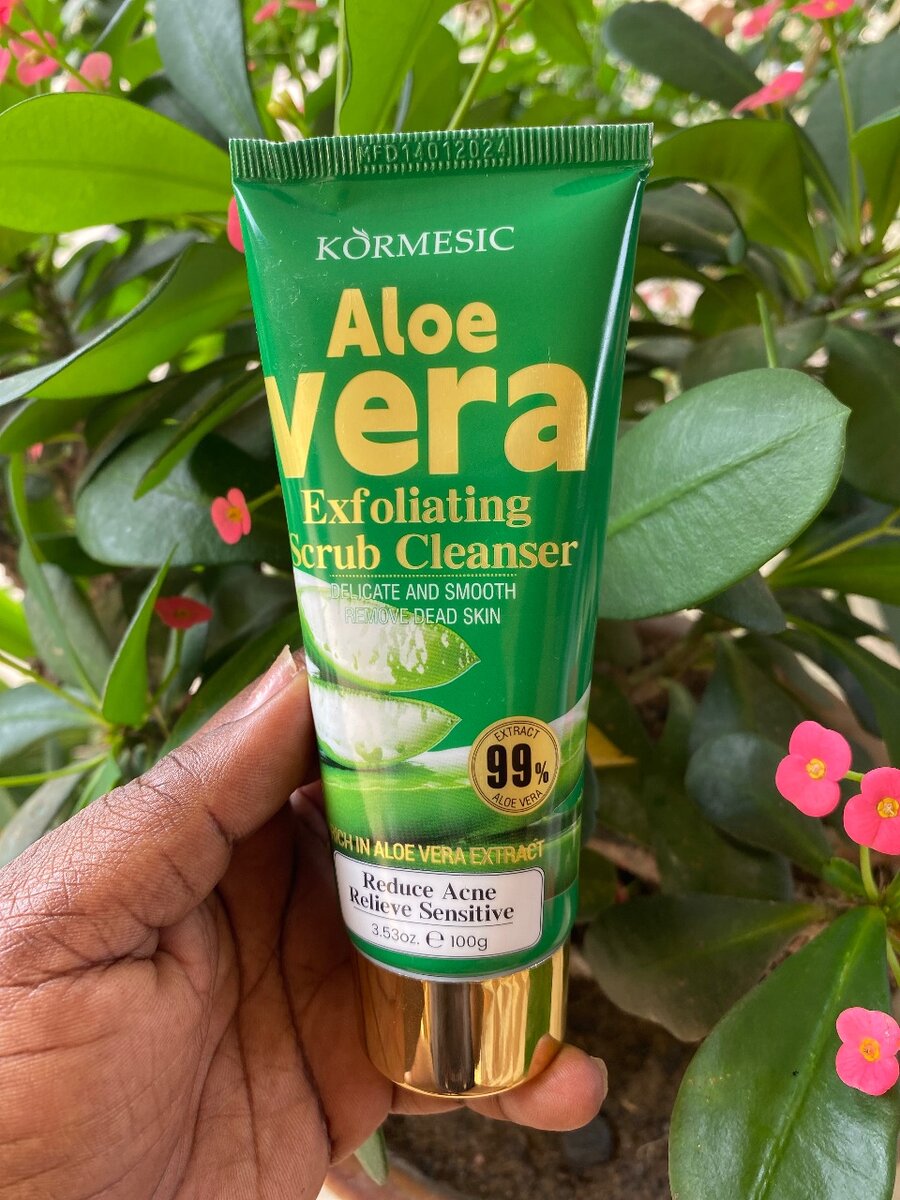 MFD14012024
KORMESIC
Aloe
vera
Exfoliating
Scrub Cleanser
DELICATE AND SMOOTH
REMOVE DEAD SKIN
EXTRACT
99%
ALOE VERA
RICH IN ALOE VERA EXTRACT
Reduce Acne
Relieve Sensitive
3.53oz. ℮ 100g